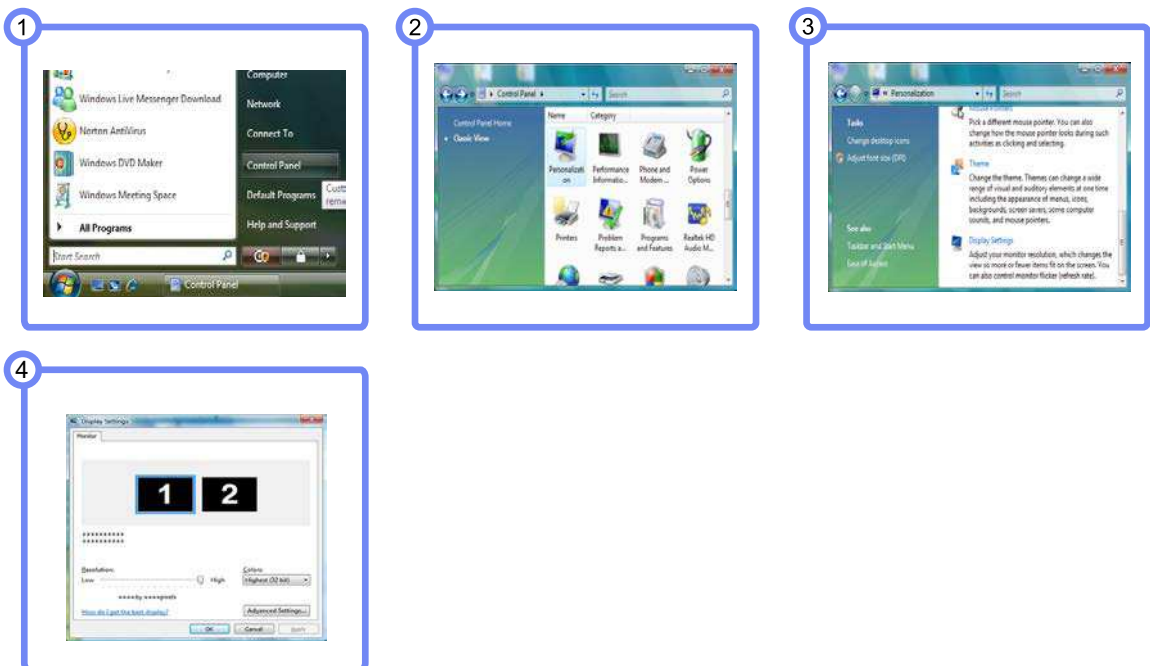 1
Computer
Windows Live Messenger Download
Network
Norton AntiVirus
Connect To
Windows DVD Maker
Control Panel
Windows Meeting Space
Default Programs
All Programs
Help and Support
Start Search
Control Panel
2
Control Panel
Search
Control Panel Home
Classic View
Name Category
Personalizati
on
Performance
Informatio...
Phone and
Modem ...
Power
Options
Printers
Problem
Reports a...
Programs
and Features
Realtek HD
Audio M...
3
Personalization
Search
Tasks
Change desktop icons
Adjust font size (DPI)
See also
Taskbar and Start Menu
Ease of Access
Mouse Pointers
Pick a different mouse pointer. You can also
change how the mouse pointer looks during such
activities as clicking and selecting.
Theme
Change the theme. Themes can change a wide
range of visual and auditory elements at one time
including the appearance of menus, icons,
backgrounds, screen savers, some computer
sounds, and mouse pointers.
Display Settings
Adjust your monitor resolution, which changes the
view so more or fewer items fit on the screen. You
can also control monitor flicker (refresh rate).
4
Display Settings
Monitor
1 2
**********
**********
Resolution:
Low High
****by ****pixels
Colors:
Highest (32 bit)
How do I get the best display?
Advanced Settings...
OK Cancel Apply